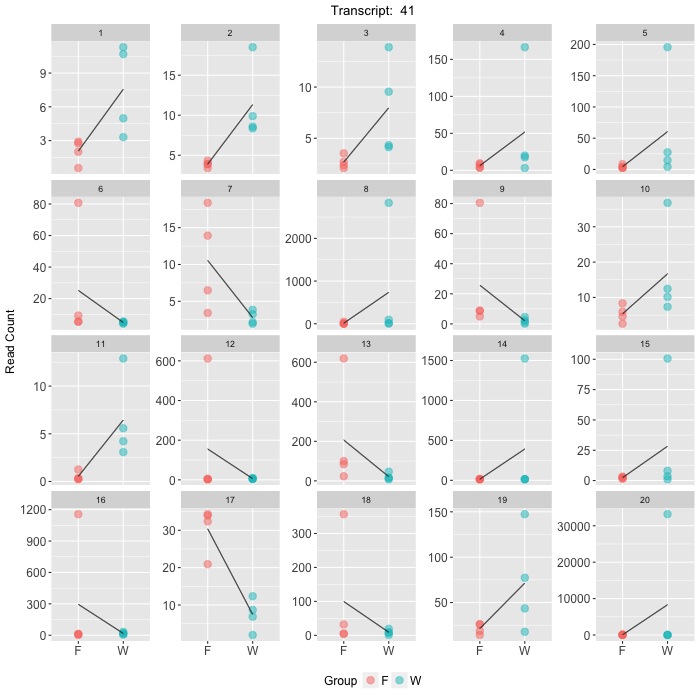 Transcript: 41
1 2 3 4 5
9 15 10 150 200
6 10 5 100 150
3 5 50 100
0 50
0
6 7 8 9 10
80 15 2000 80 30
60 10 1000 60 20
40 5 0 40 10
20 20
0
Read Count
11 12 13 14 15
10 600 600 1500 100
5 400 400 1000 75
0 200 200 500 50
0 0 0 25
0
16 17 18 19 20
1200 30 300 150 30000
900 20 200 100 20000
600 10 100 50 10000
300 0 0
0
F W F W F W F W F W
Group F W